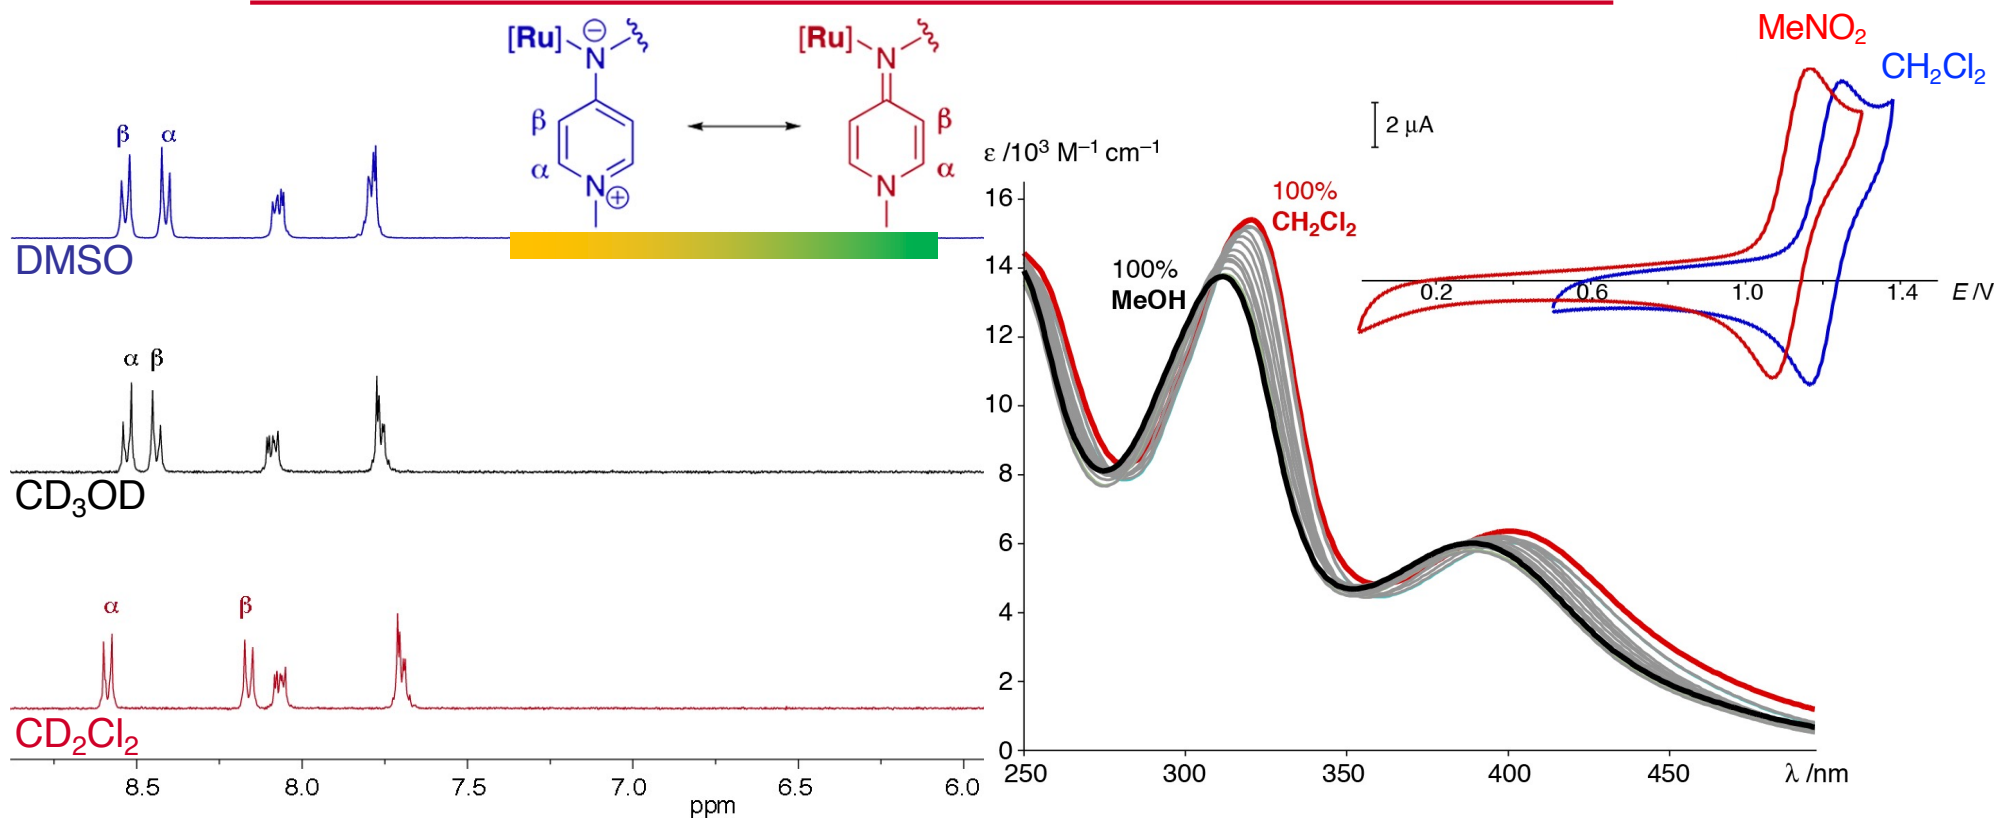 MeNO₂
CH₂Cl₂
[Ru] N ⊖
β
α
N ⊕
[Ru] N
β
α
N
β α
DMSO
α β
CD₃OD
α β
CD₂Cl₂
8.5 8.0 7.5 7.0 6.5 6.0
ppm
2 μA
0.2 0.6 1.0 1.4 E /V
ε /10³ M⁻¹ cm⁻¹
100%
CH₂Cl₂
100%
MeOH
16
14
12
10
8
6
4
2
0
250 300 350 400 450 λ /nm